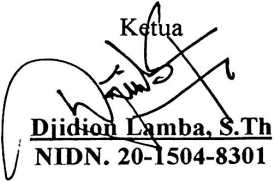 Ketua
Djidion Lamba, S.Th
NIDN. 20-1504-8301